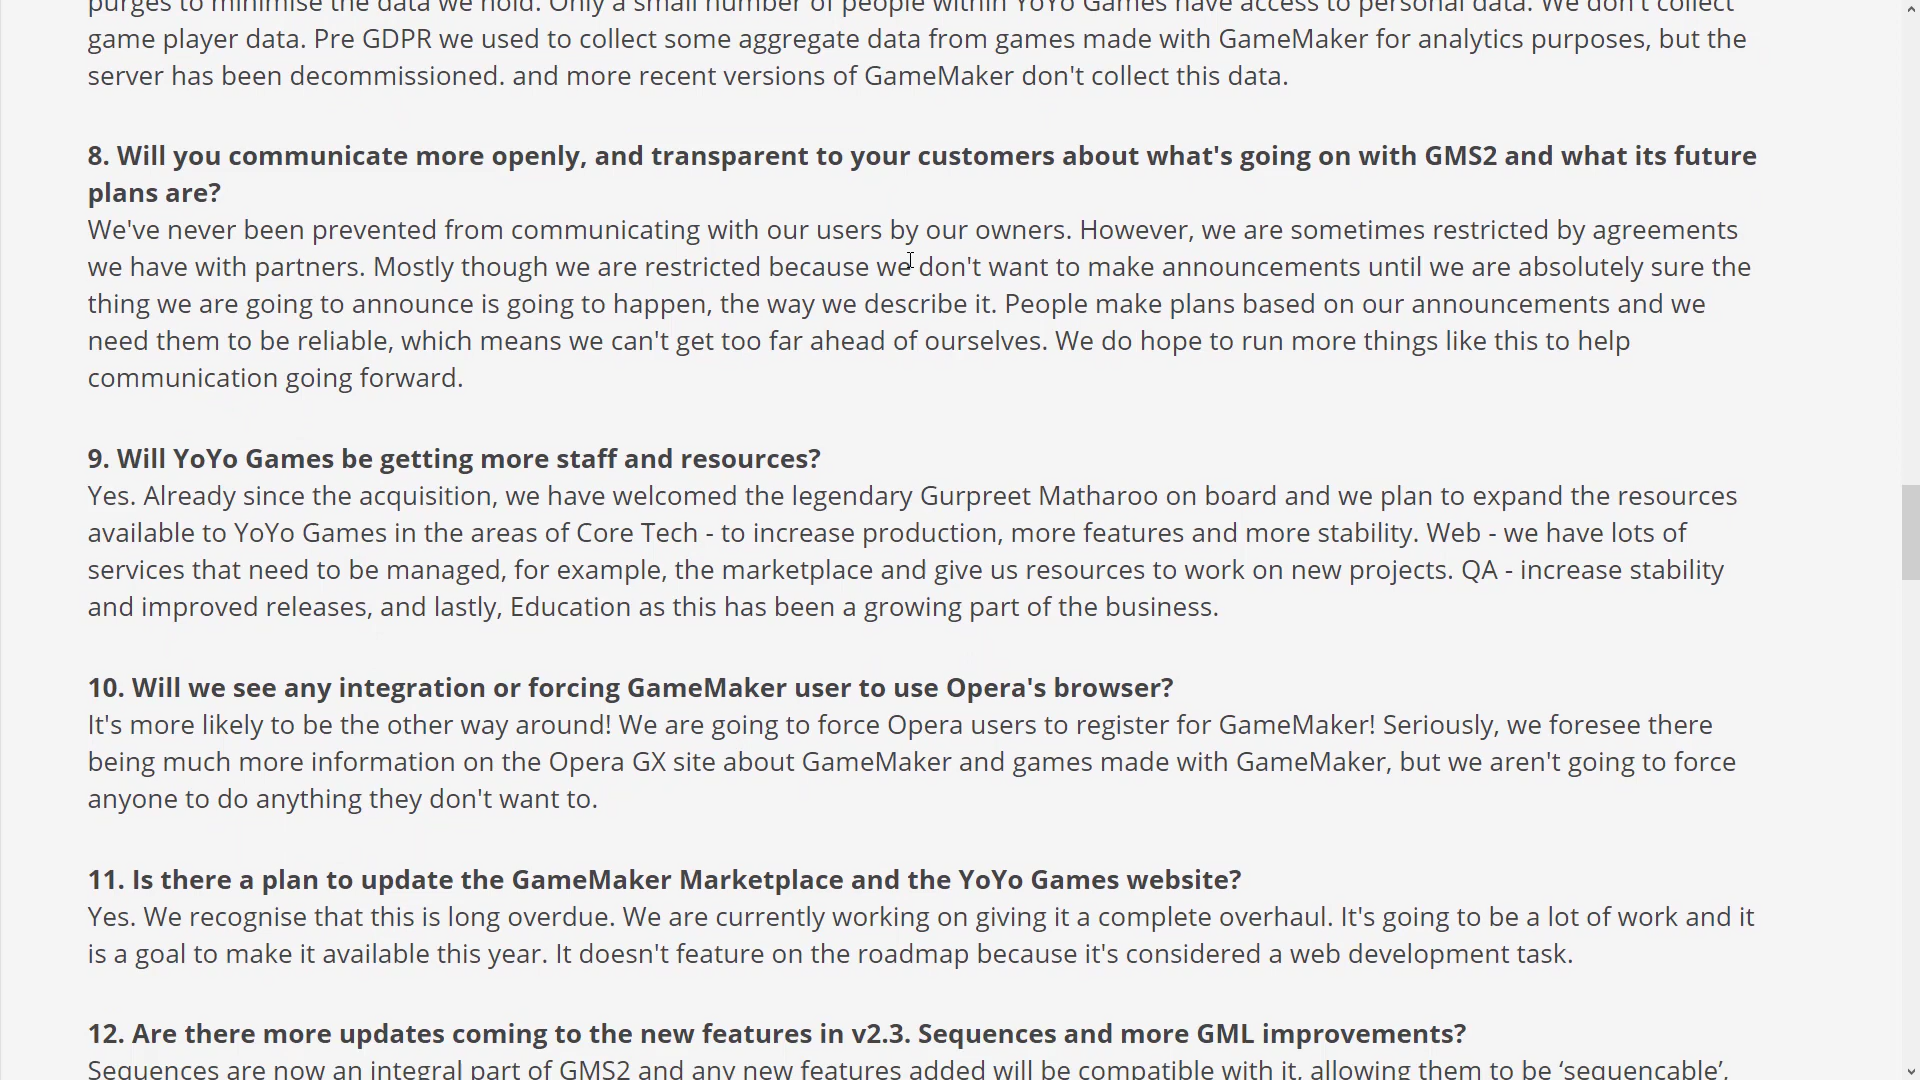 purges to minimise the data we hold. Only a small number of people within YoYo Games have access to personal data. We don't collect
game player data. Pre GDPR we used to collect some aggregate data from games made with GameMaker for analytics purposes, but the
server has been decommissioned. and more recent versions of GameMaker don't collect this data.
8. Will you communicate more openly, and transparent to your customers about what's going on with GMS2 and what its future
plans are?
We've never been prevented from communicating with our users by our owners. However, we are sometimes restricted by agreements
we have with partners. Mostly though we are restricted because we don't want to make announcements until we are absolutely sure the
thing we are going to announce is going to happen, the way we describe it. People make plans based on our announcements and we
need them to be reliable, which means we can't get too far ahead of ourselves. We do hope to run more things like this to help
communication going forward.
9. Will YoYo Games be getting more staff and resources?
Yes. Already since the acquisition, we have welcomed the legendary Gurpreet Matharoo on board and we plan to expand the resources
available to YoYo Games in the areas of Core Tech - to increase production, more features and more stability. Web - we have lots of
services that need to be managed, for example, the marketplace and give us resources to work on new projects. QA - increase stability
and improved releases, and lastly, Education as this has been a growing part of the business.
10. Will we see any integration or forcing GameMaker user to use Opera's browser?
It's more likely to be the other way around! We are going to force Opera users to register for GameMaker! Seriously, we foresee there
being much more information on the Opera GX site about GameMaker and games made with GameMaker, but we aren't going to force
anyone to do anything they don't want to.
11. Is there a plan to update the GameMaker Marketplace and the YoYo Games website?
Yes. We recognise that this is long overdue. We are currently working on giving it a complete overhaul. It's going to be a lot of work and it
is a goal to make it available this year. It doesn't feature on the roadmap because it's considered a web development task.
12. Are there more updates coming to the new features in v2.3. Sequences and more GML improvements?
Sequences are now an integral part of GMS2 and any new features added will be compatible with it, allowing them to be ‘sequencable’,